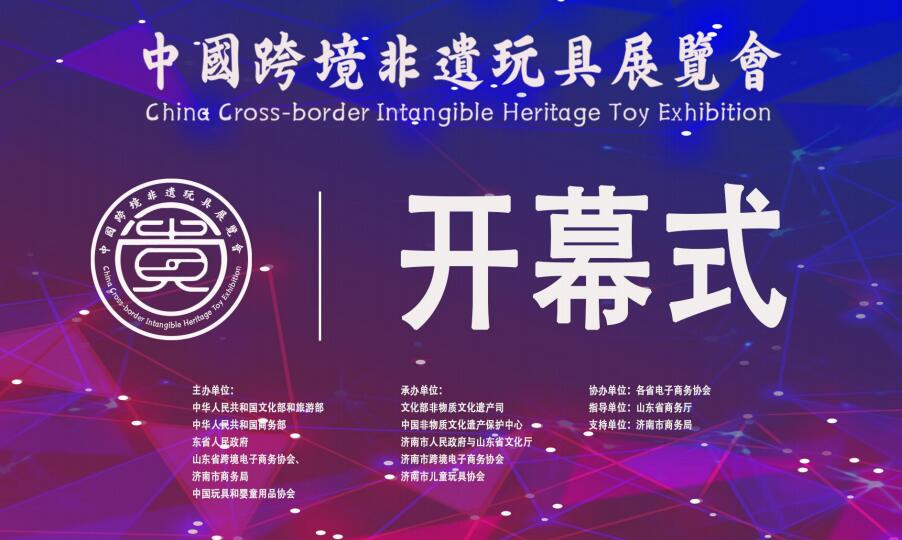 中國跨境非遺玩具展覽會
China Cross-border Intangible Heritage Toy Exhibition
中國跨境非遺玩具展覽會
China Cross-border Intangible Heritage Toy Exhibition
开幕式
主办单位：
中华人民共和国文化部和旅游部
中华人民共和国商务部
东省人民政府
山东省跨境电子商务协会、
济南市商务局
中国玩具和婴童用品协会
承办单位：
文化部非物质文化遗产司
中国非物质文化遗产保护中心
济南市人民政府与山东省文化厅
济南市跨境电子商务协会
济南市儿童玩具协会
协办单位：各省电子商务协会
指导单位：山东省商务厅
支持单位：济南市商务局